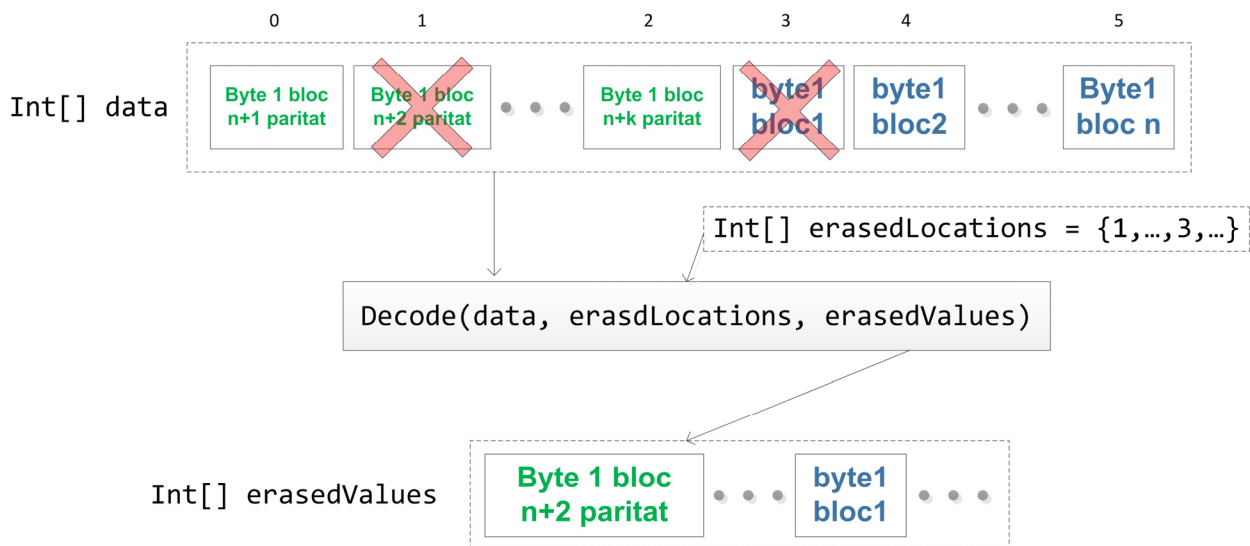 0 1 2 3 4 5
Int[] data
Byte 1 bloc
n+1 paritat
Byte 1 bloc
n+2 paritat
Byte 1 bloc
n+k paritat
byte1
bloc1
byte1
bloc2
Byte1
bloc n
Int[] erasedLocations = {1,…,3,…}
Decode(data, erasdLocations, erasedValues)
Int[] erasedValues
Byte 1 bloc
n+2 paritat
byte1
bloc1